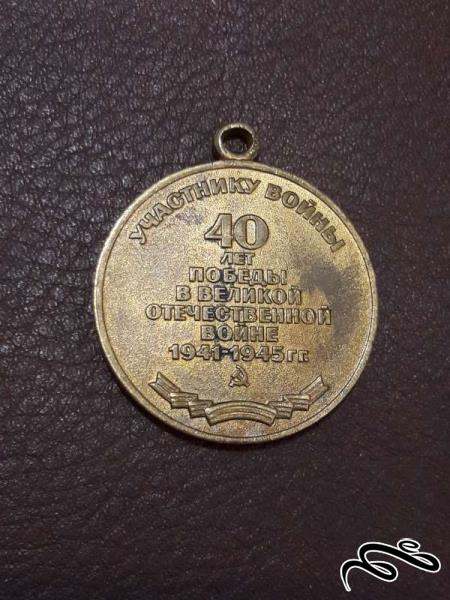 УЧАСТНИКУ ВОЙНЫ
40
ЛЕТ
ПОБЕДЫ
В ВЕЛИКОЙ
ОТЕЧЕСТВЕННОЙ
ВОЙНЕ
1941-1945 ГГ.